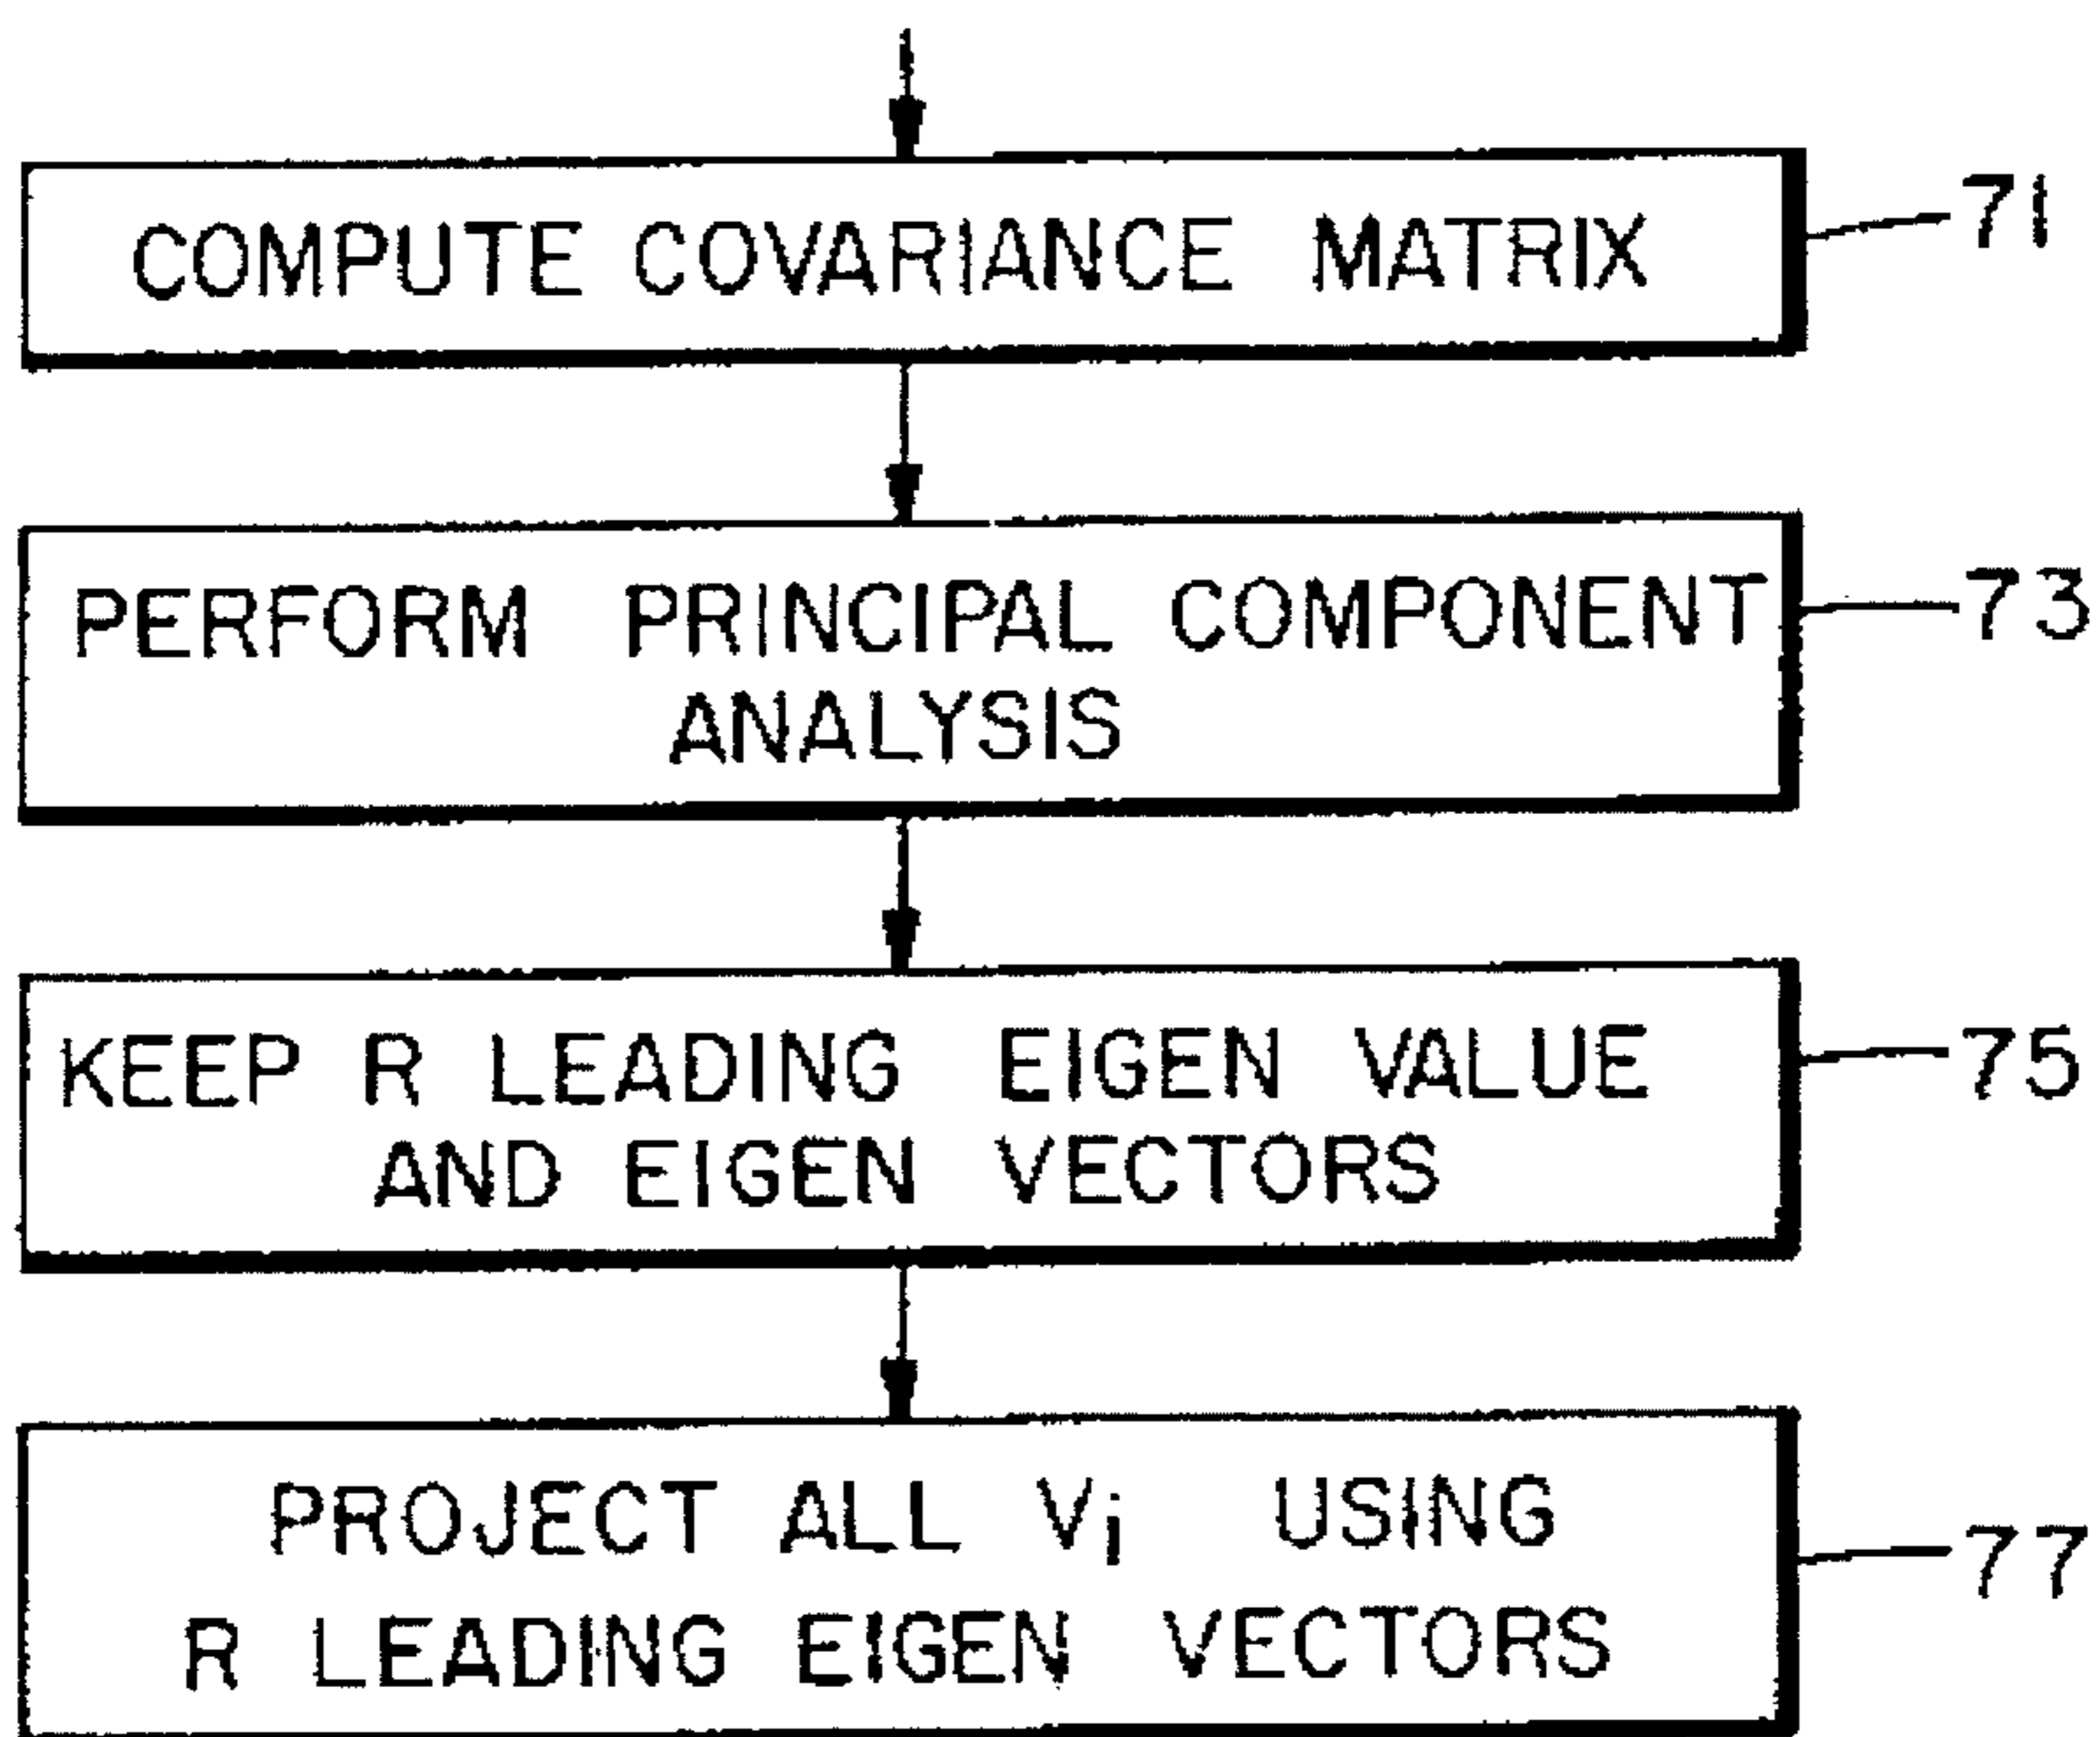 COMPUTE COVARIANCE MATRIX
71
PERFORM PRINCIPAL COMPONENT
ANALYSIS
73
KEEP R LEADING EIGEN VALUE
AND EIGEN VECTORS
75
PROJECT ALL Vi USING
R LEADING EIGEN VECTORS
77